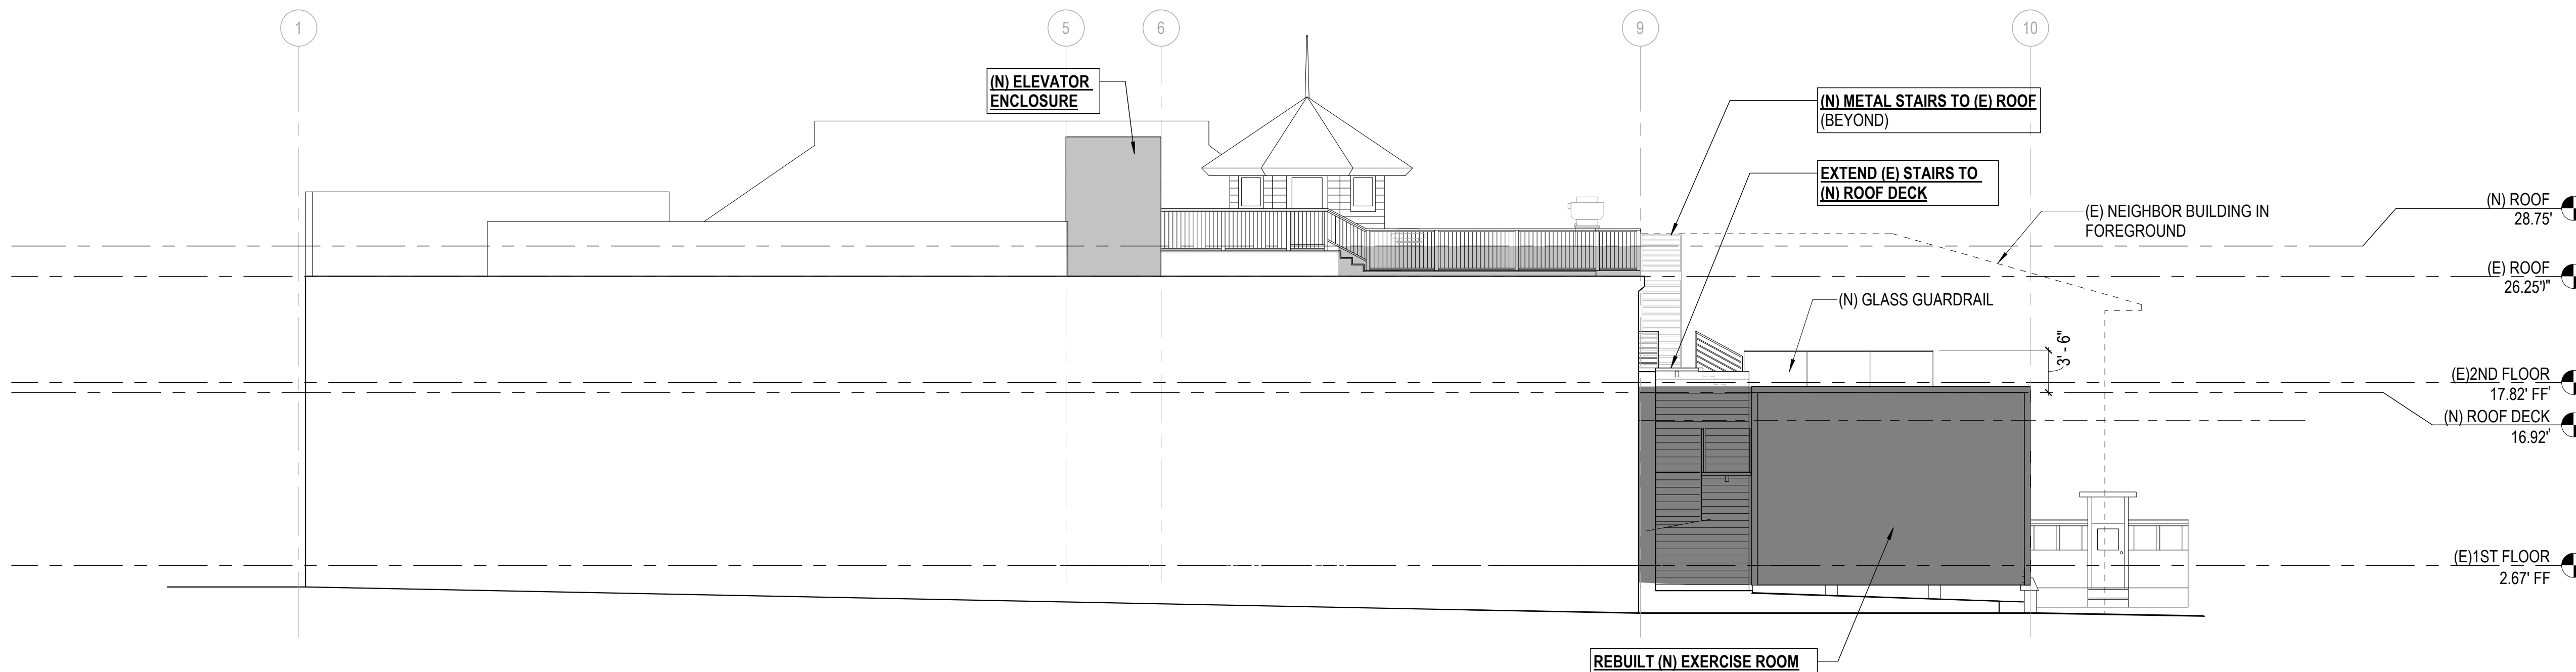 1
5
6
9
10
(N) ELEVATOR
ENCLOSURE
(N) METAL STAIRS TO (E) ROOF
(BEYOND)
EXTEND (E) STAIRS TO
(N) ROOF DECK
(E) NEIGHBOR BUILDING IN
FOREGROUND
(N) GLASS GUARDRAIL
3' - 6"
(N) ROOF
28.75'
(E) ROOF
26.25'
(E)2ND FLOOR
17.82' FF
(N) ROOF DECK
16.92'
(E)1ST FLOOR
2.67' FF
REBUILT (N) EXERCISE ROOM